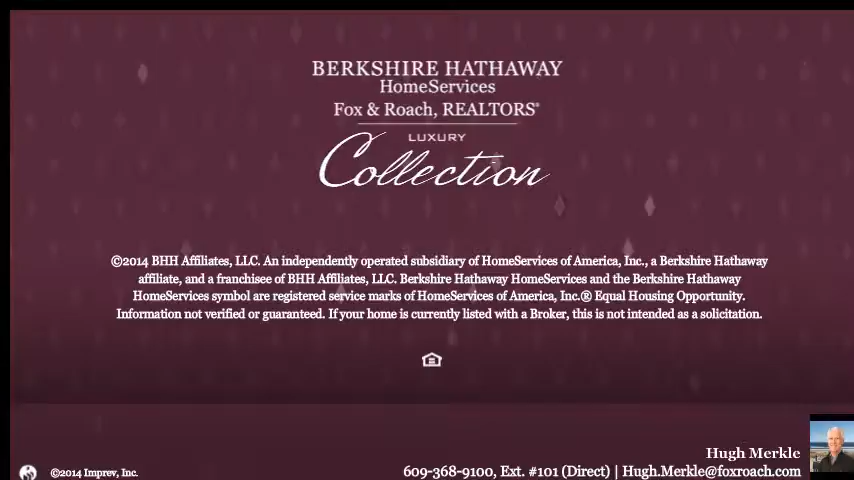 BERKSHIRE HATHAWAY
HomeServices
Fox & Roach, REALTORS®
LUXURY
Collection
©2014 BHH Affiliates, LLC. An independently operated subsidiary of HomeServices of America, Inc., a Berkshire Hathaway
affiliate, and a franchisee of BHH Affiliates, LLC. Berkshire Hathaway HomeServices and the Berkshire Hathaway
HomeServices symbol are registered service marks of HomeServices of America, Inc.® Equal Housing Opportunity.
Information not verified or guaranteed. If your home is currently listed with a Broker, this is not intended as a solicitation.
Hugh Merkle
609-368-9100, Ext. #101 (Direct) | Hugh.Merkle@foxroach.com
©2014 Imprev, Inc.